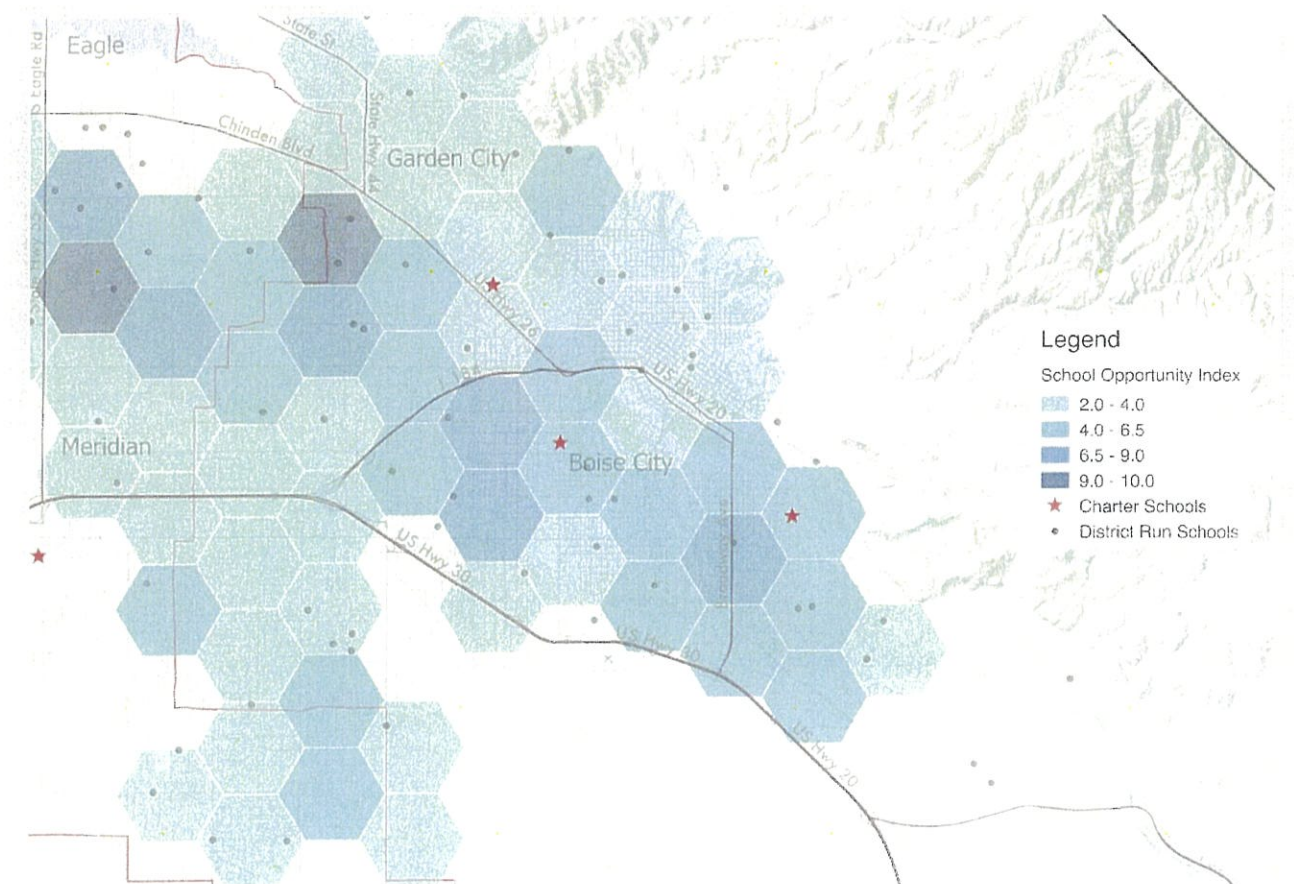 Eagle
State St
S Eagle Rd
State Hwy 44
Chinden Blvd
Garden City
US Hwy 26
Legend
School Opportunity Index
2.0 - 4.0
4.0 - 6.5
6.5 - 9.0
9.0 - 10.0
Charter Schools
District Run Schools
US Hwy 20
Meridian
Boise City
Broadway Ave
US Hwy 30
US Hwy 30
US Hwy 20